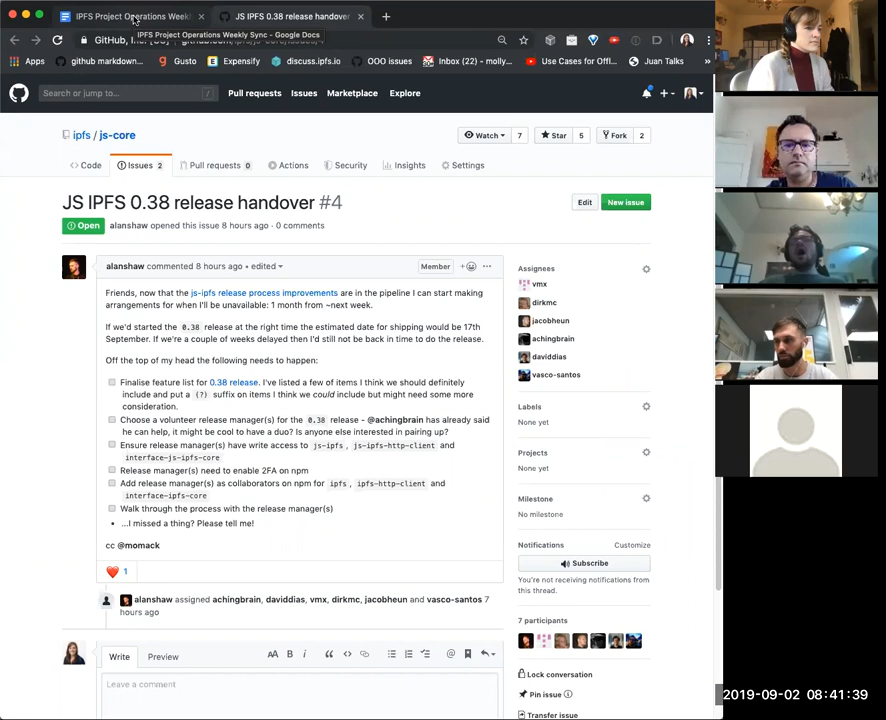 IPFS Project Operations Weekl
JS IPFS 0.38 release handover
IPFS Project Operations Weekly Sync - Google Docs
GitHub, Inc. [US]
Apps
github markdown...
Gusto
Expensify
discuss.ipfs.io
OOO issues
Inbox (22) – molly...
Use Cases for Offl...
Juan Talks
Search or jump to...
/
Pull requests
Issues
Marketplace
Explore
ipfs / js-core
Watch
7
Star
5
Fork
2
Code
Issues 2
Pull requests 0
Actions
Security
Insights
Settings
JS IPFS 0.38 release handover #4
Edit
New issue
Open
alanshaw opened this issue 8 hours ago · 0 comments
alanshaw commented 8 hours ago • edited
Member
Friends, now that the js-ipfs release process improvements are in the pipeline I can start making
arrangements for when I'll be unavailable: 1 month from ~next week.
If we'd started the 0.38 release at the right time the estimated date for shipping would be 17th
September. If we're a couple of weeks delayed then I'd still not be back in time to do the release.
Off the top of my head the following needs to happen:
Finalise feature list for 0.38 release. I've listed a few of items I think we should definitely
include and put a (?) suffix on items I think we could include but might need some more
consideration.
Choose a volunteer release manager(s) for the 0.38 release - @achingbrain has already said
he can help, it might be cool to have a duo? Is anyone else interested in pairing up?
Ensure release manager(s) have write access to js-ipfs, js-ipfs-http-client and
interface-js-ipfs-core
Release manager(s) need to enable 2FA on npm
Add release manager(s) as collaborators on npm for ipfs, ipfs-http-client and
interface-ipfs-core
Walk through the process with the release manager(s)
• ...I missed a thing? Please tell me!
cc @momack
❤️ 1
alanshaw assigned achingbrain, daviddias, vmx, dirkmc, jacobheun and vasco-santos 7
hours ago
Write
Preview
AA B i
Leave a comment
Assignees
vmx
dirkmc
jacobheun
achingbrain
daviddias
vasco-santos
Labels
None yet
Projects
None yet
Milestone
No milestone
Notifications
Customize
Subscribe
You're not receiving notifications from
this thread.
7 participants
Lock conversation
Pin issue
Transfer issue
2019-09-02 08:41:39